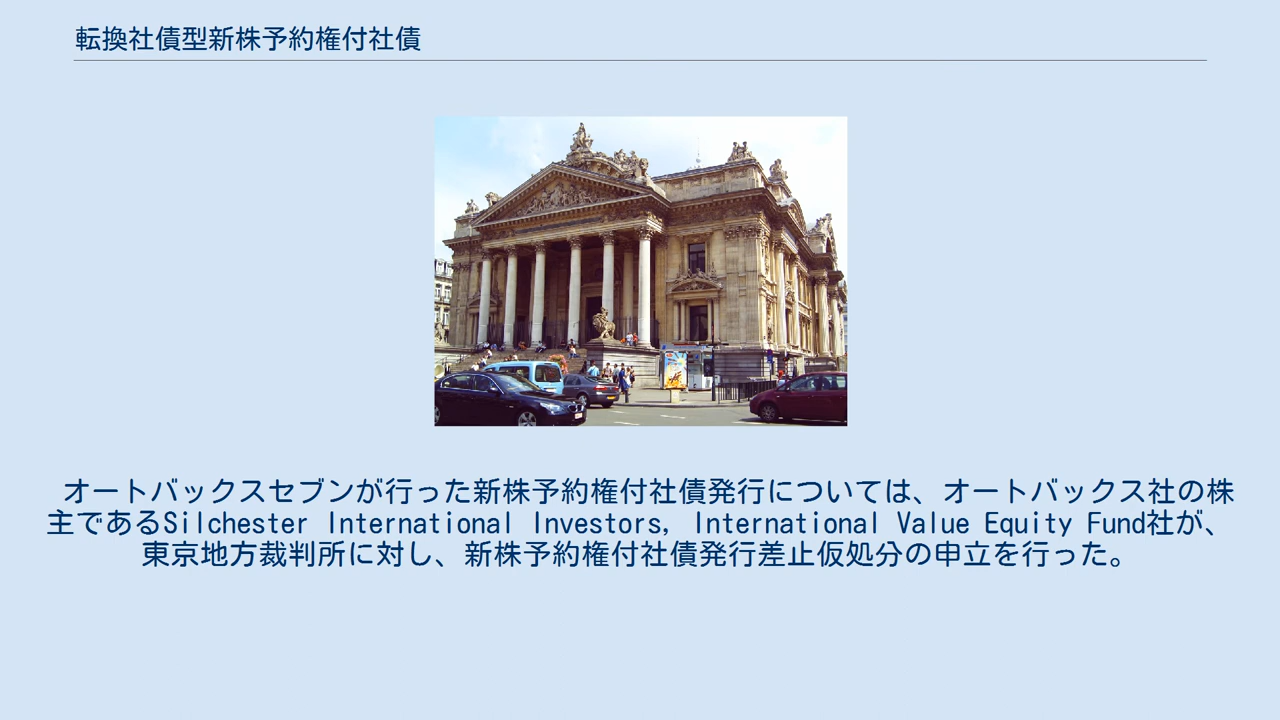 転換社債型新株予約権付社債
オートバックスセブンが行った新株予約権付社債発行については、オートバックス社の株
主であるSilchester International Investors, International Value Equity Fund社が、
東京地方裁判所に対し、新株予約権付社債発行差止仮処分の申立を行った。